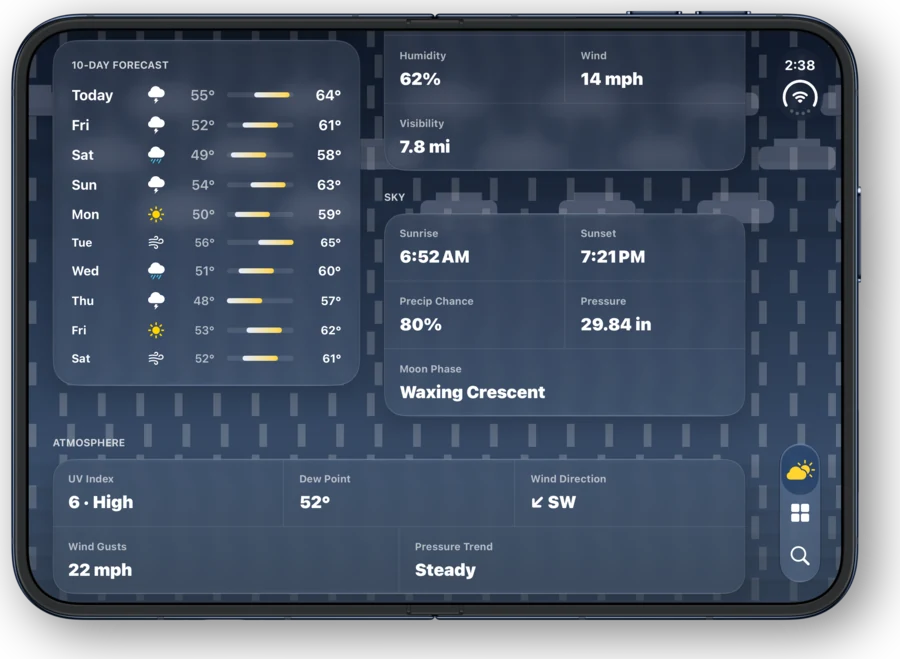 10-DAY FORECAST
Today 55° 64°
Fri 52° 61°
Sat 49° 58°
Sun 54° 63°
Mon 50° 59°
Tue 56° 65°
Wed 51° 60°
Thu 48° 57°
Fri 53° 62°
Sat 52° 61°
Humidity
62%
Wind
14 mph
Visibility
7.8 mi
SKY
Sunrise
6:52 AM
Sunset
7:21 PM
Precip Chance
80%
Pressure
29.84 in
Moon Phase
Waxing Crescent
ATMOSPHERE
UV Index
6 · High
Dew Point
52°
Wind Direction
↙ SW
Wind Gusts
22 mph
Pressure Trend
Steady
2:38